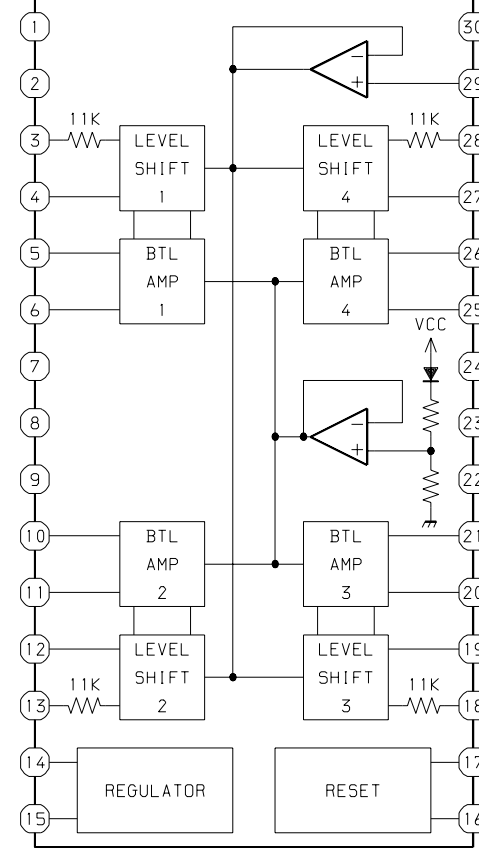 1 30
2 29
3 11K LEVEL SHIFT 1 LEVEL SHIFT 4 11K 28
4 27
5 BTL AMP 1 BTL AMP 4 26
6 25
VCC
7 24
8 23
9 22
10 BTL AMP 2 BTL AMP 3 21
11 20
12 LEVEL SHIFT 2 LEVEL SHIFT 3 19
13 11K 11K 18
14 REGULATOR RESET 17
15 16
− +
− +